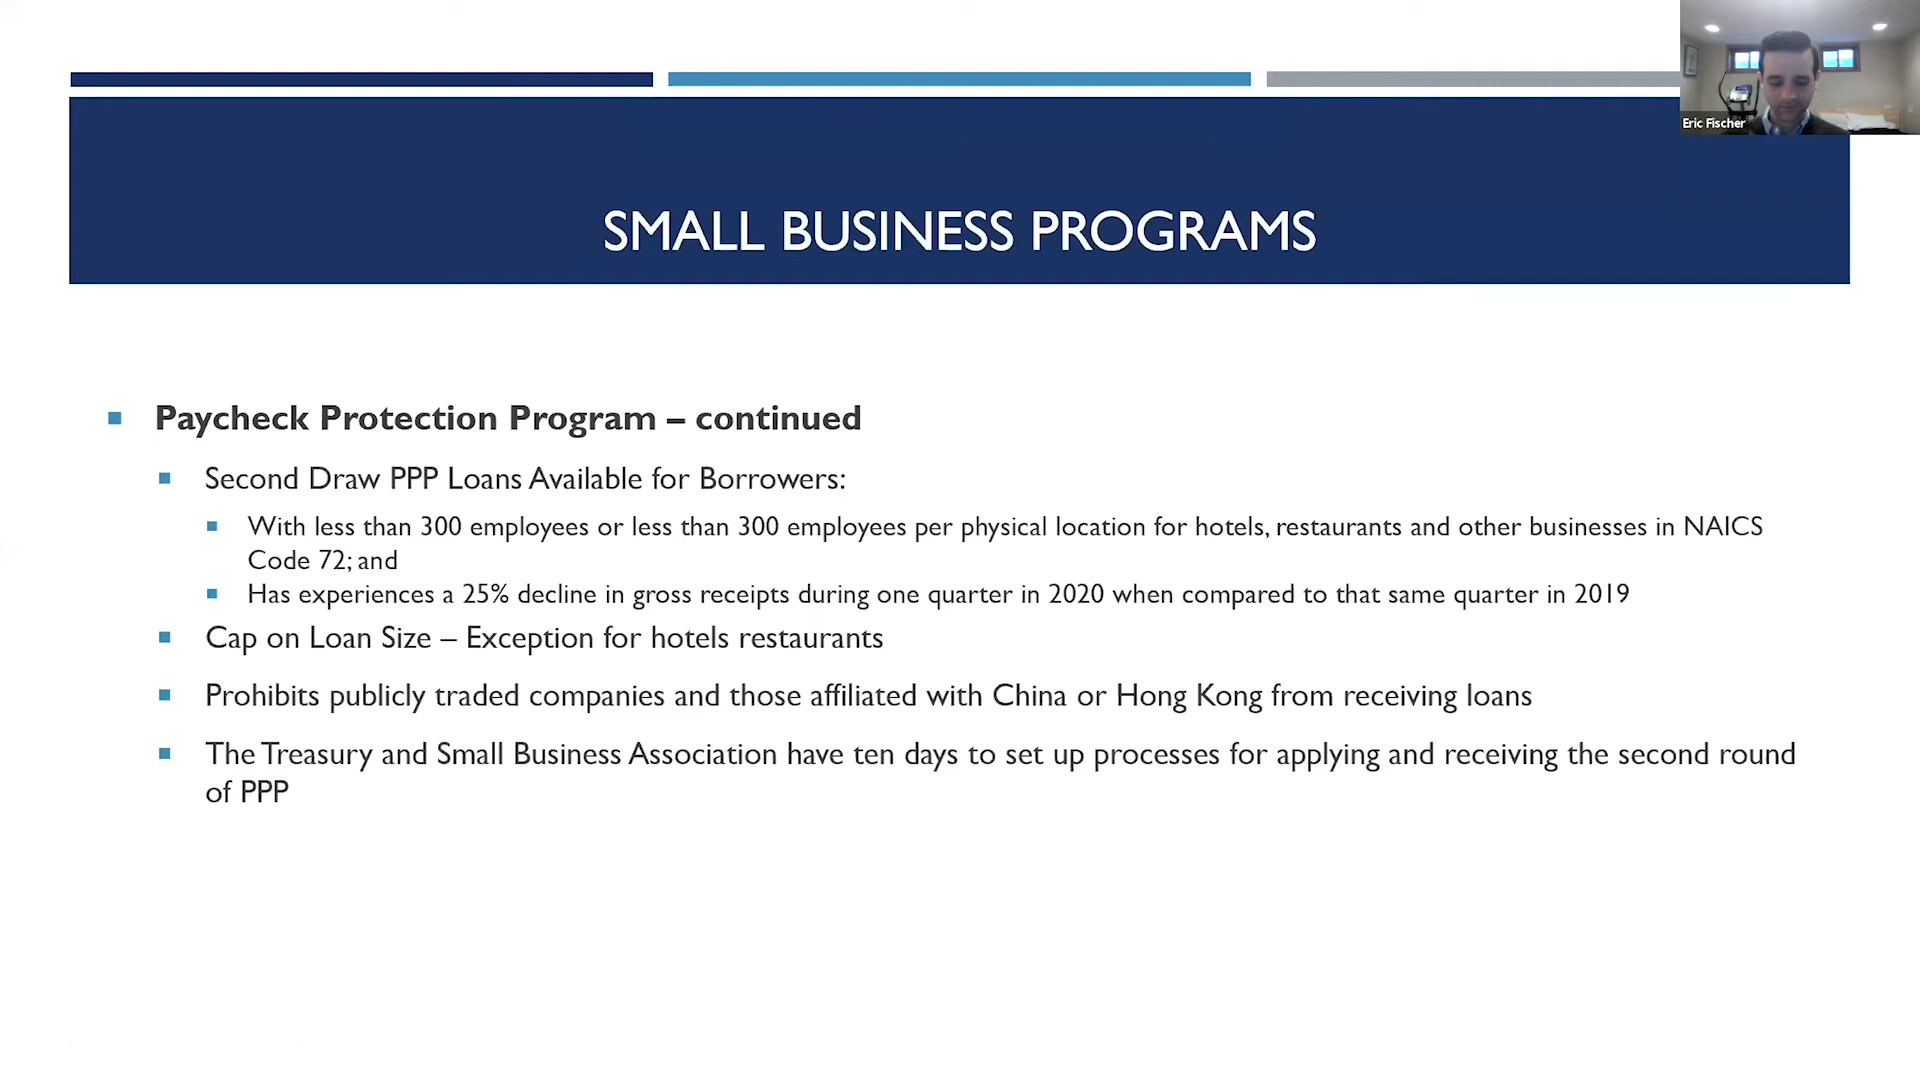 Eric Fischer
SMALL BUSINESS PROGRAMS
Paycheck Protection Program – continued
Second Draw PPP Loans Available for Borrowers:
With less than 300 employees or less than 300 employees per physical location for hotels, restaurants and other businesses in NAICS
Code 72; and
Has experiences a 25% decline in gross receipts during one quarter in 2020 when compared to that same quarter in 2019
Cap on Loan Size – Exception for hotels restaurants
Prohibits publicly traded companies and those affiliated with China or Hong Kong from receiving loans
The Treasury and Small Business Association have ten days to set up processes for applying and receiving the second round
of PPP